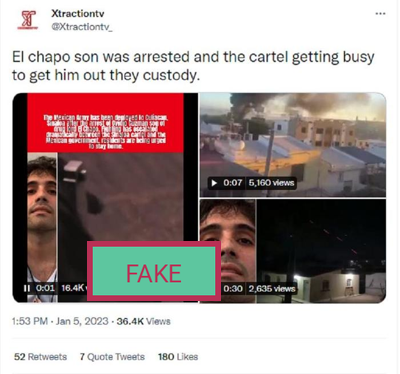 Xtractiontv
@Xtractiontv_
El chapo son was arrested and the cartel getting busy
to get him out they custody.
The Mexican Army has been deployed to Culiacan,
Sinaloa after the arrest of Ovidio Guzman son of
drug lord El Chapo. Fighting has escalated
dramatically between the Sinaloa cartel and the
Mexican government, residents are being urged
to stay home.
0:07 5,160 views
FAKE
0:01 16.4K
0:30 2,635 views
1:53 PM · Jan 5, 2023 · 36.4K Views
52 Retweets 7 Quote Tweets 180 Likes